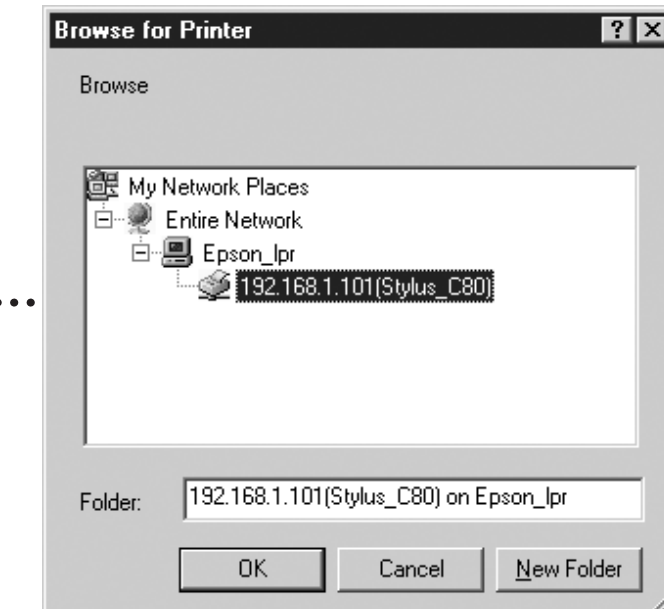 Browse for Printer
Browse
My Network Places
Entire Network
Epson_lpr
192.168.1.101(Stylus_C80)
Folder: 192.168.1.101(Stylus_C80) on Epson_lpr
OK Cancel New Folder